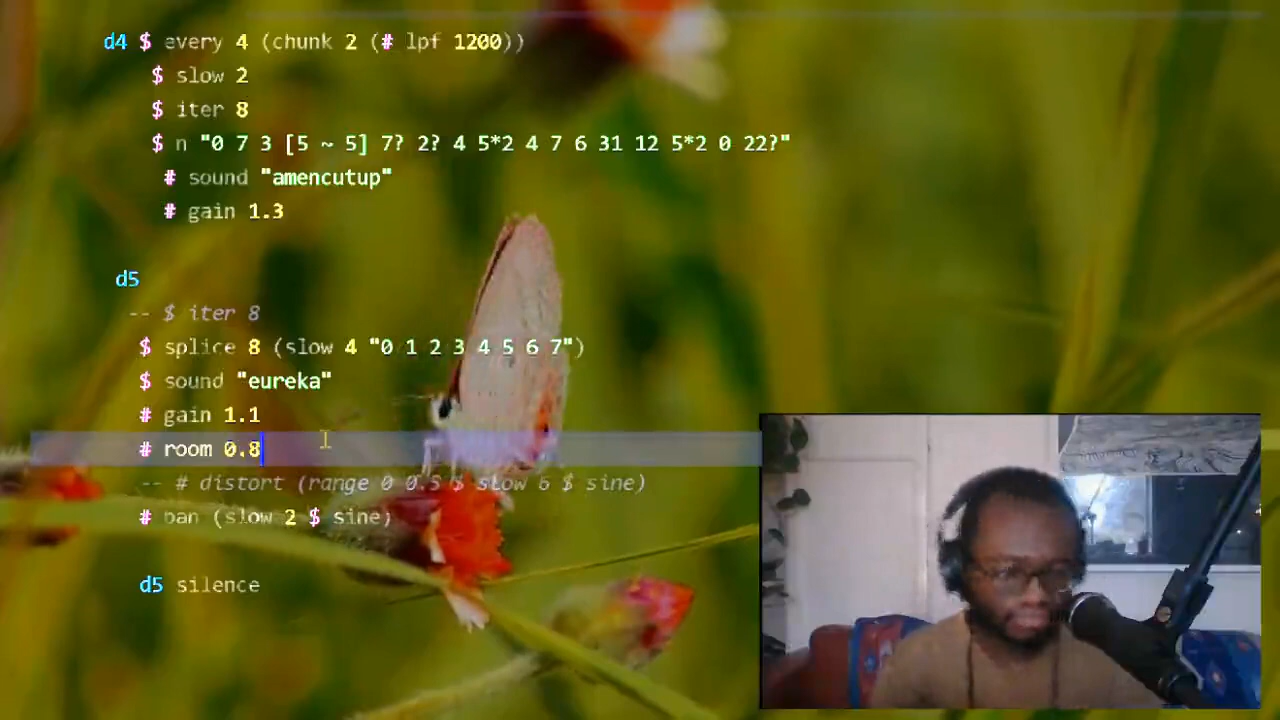 d4 $ every 4 (chunk 2 (# lpf 1200))
$ slow 2
$ iter 8
$ n "0 7 3 [5 ~ 5] 7? 2? 4 5*2 4 7 6 31 12 5*2 0 22?"
# sound "amencutup"
# gain 1.3
d5
-- $ iter 8
$ splice 8 (slow 4 "0 1 2 3 4 5 6 7")
$ sound "eureka"
# gain 1.1
# room 0.8
-- # distort (range 0 0.5 $ slow 6 $ sine)
# pan (slow 2 $ sine)
d5 silence